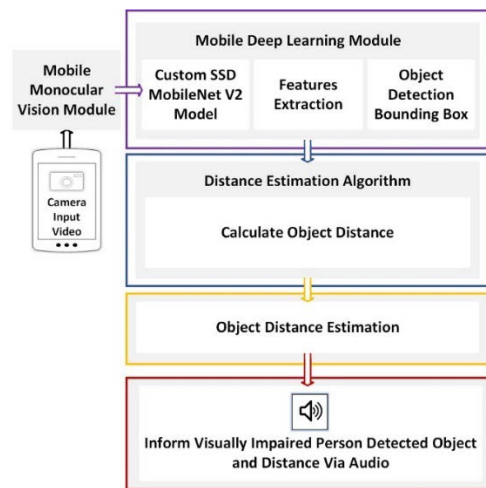 Mobile Deep Learning Module
Mobile
Monocular
Vision Module
Custom SSD
MobileNet V2
Model
Features
Extraction
Object
Detection
Bounding Box
Camera
Input
Video
Distance Estimation Algorithm
Calculate Object Distance
Object Distance Estimation
Inform Visually Impaired Person Detected Object
and Distance Via Audio